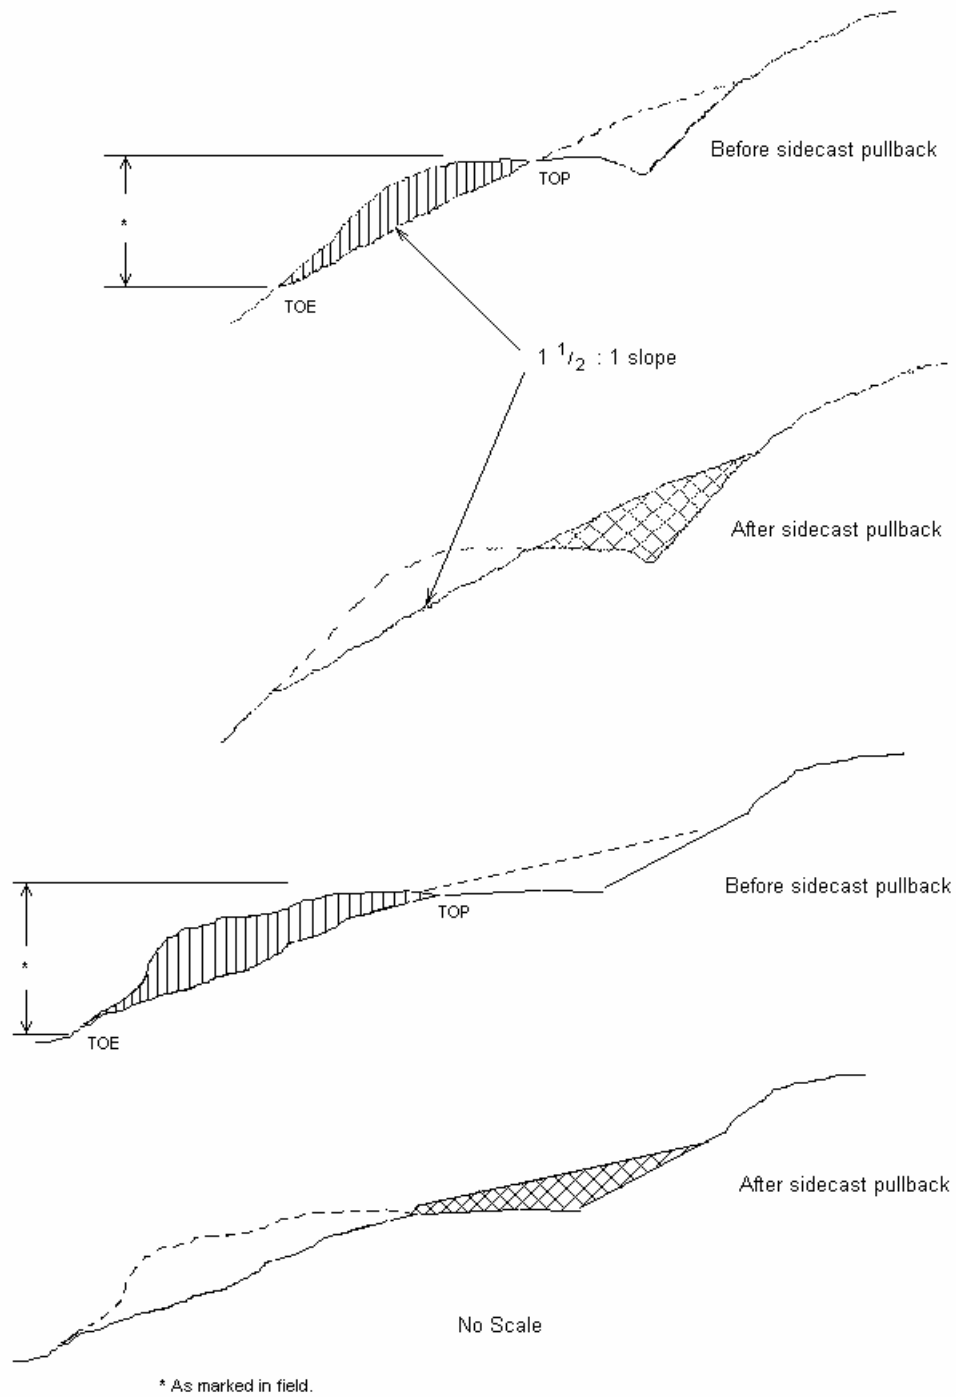 Before sidecast pullback
TOP
*
TOE
1 1/2 : 1 slope
After sidecast pullback
Before sidecast pullback
TOP
*
TOE
After sidecast pullback
No Scale
* As marked in field.